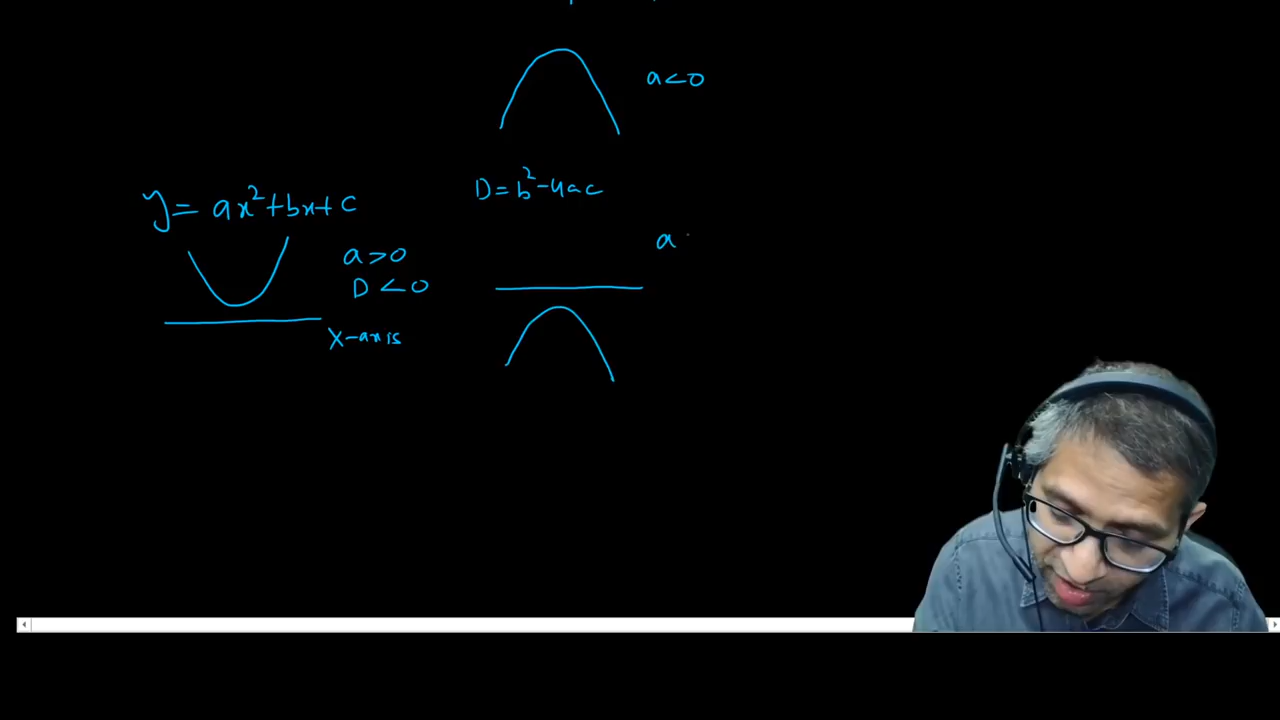 a<0
D=b²-4ac
y=ax²+bx+c
a>0
D<0
x-axis
a